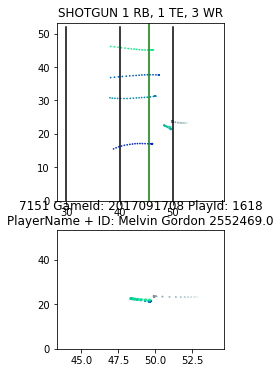 SHOTGUN 1 RB, 1 TE, 3 WR
50
40
30
20
10
0
30 40 50
7151 GameId: 2017091708 PlayId: 1618
PlayerName + ID: Melvin Gordon 2552469.0
40
20
0
45.0 47.5 50.0 52.5